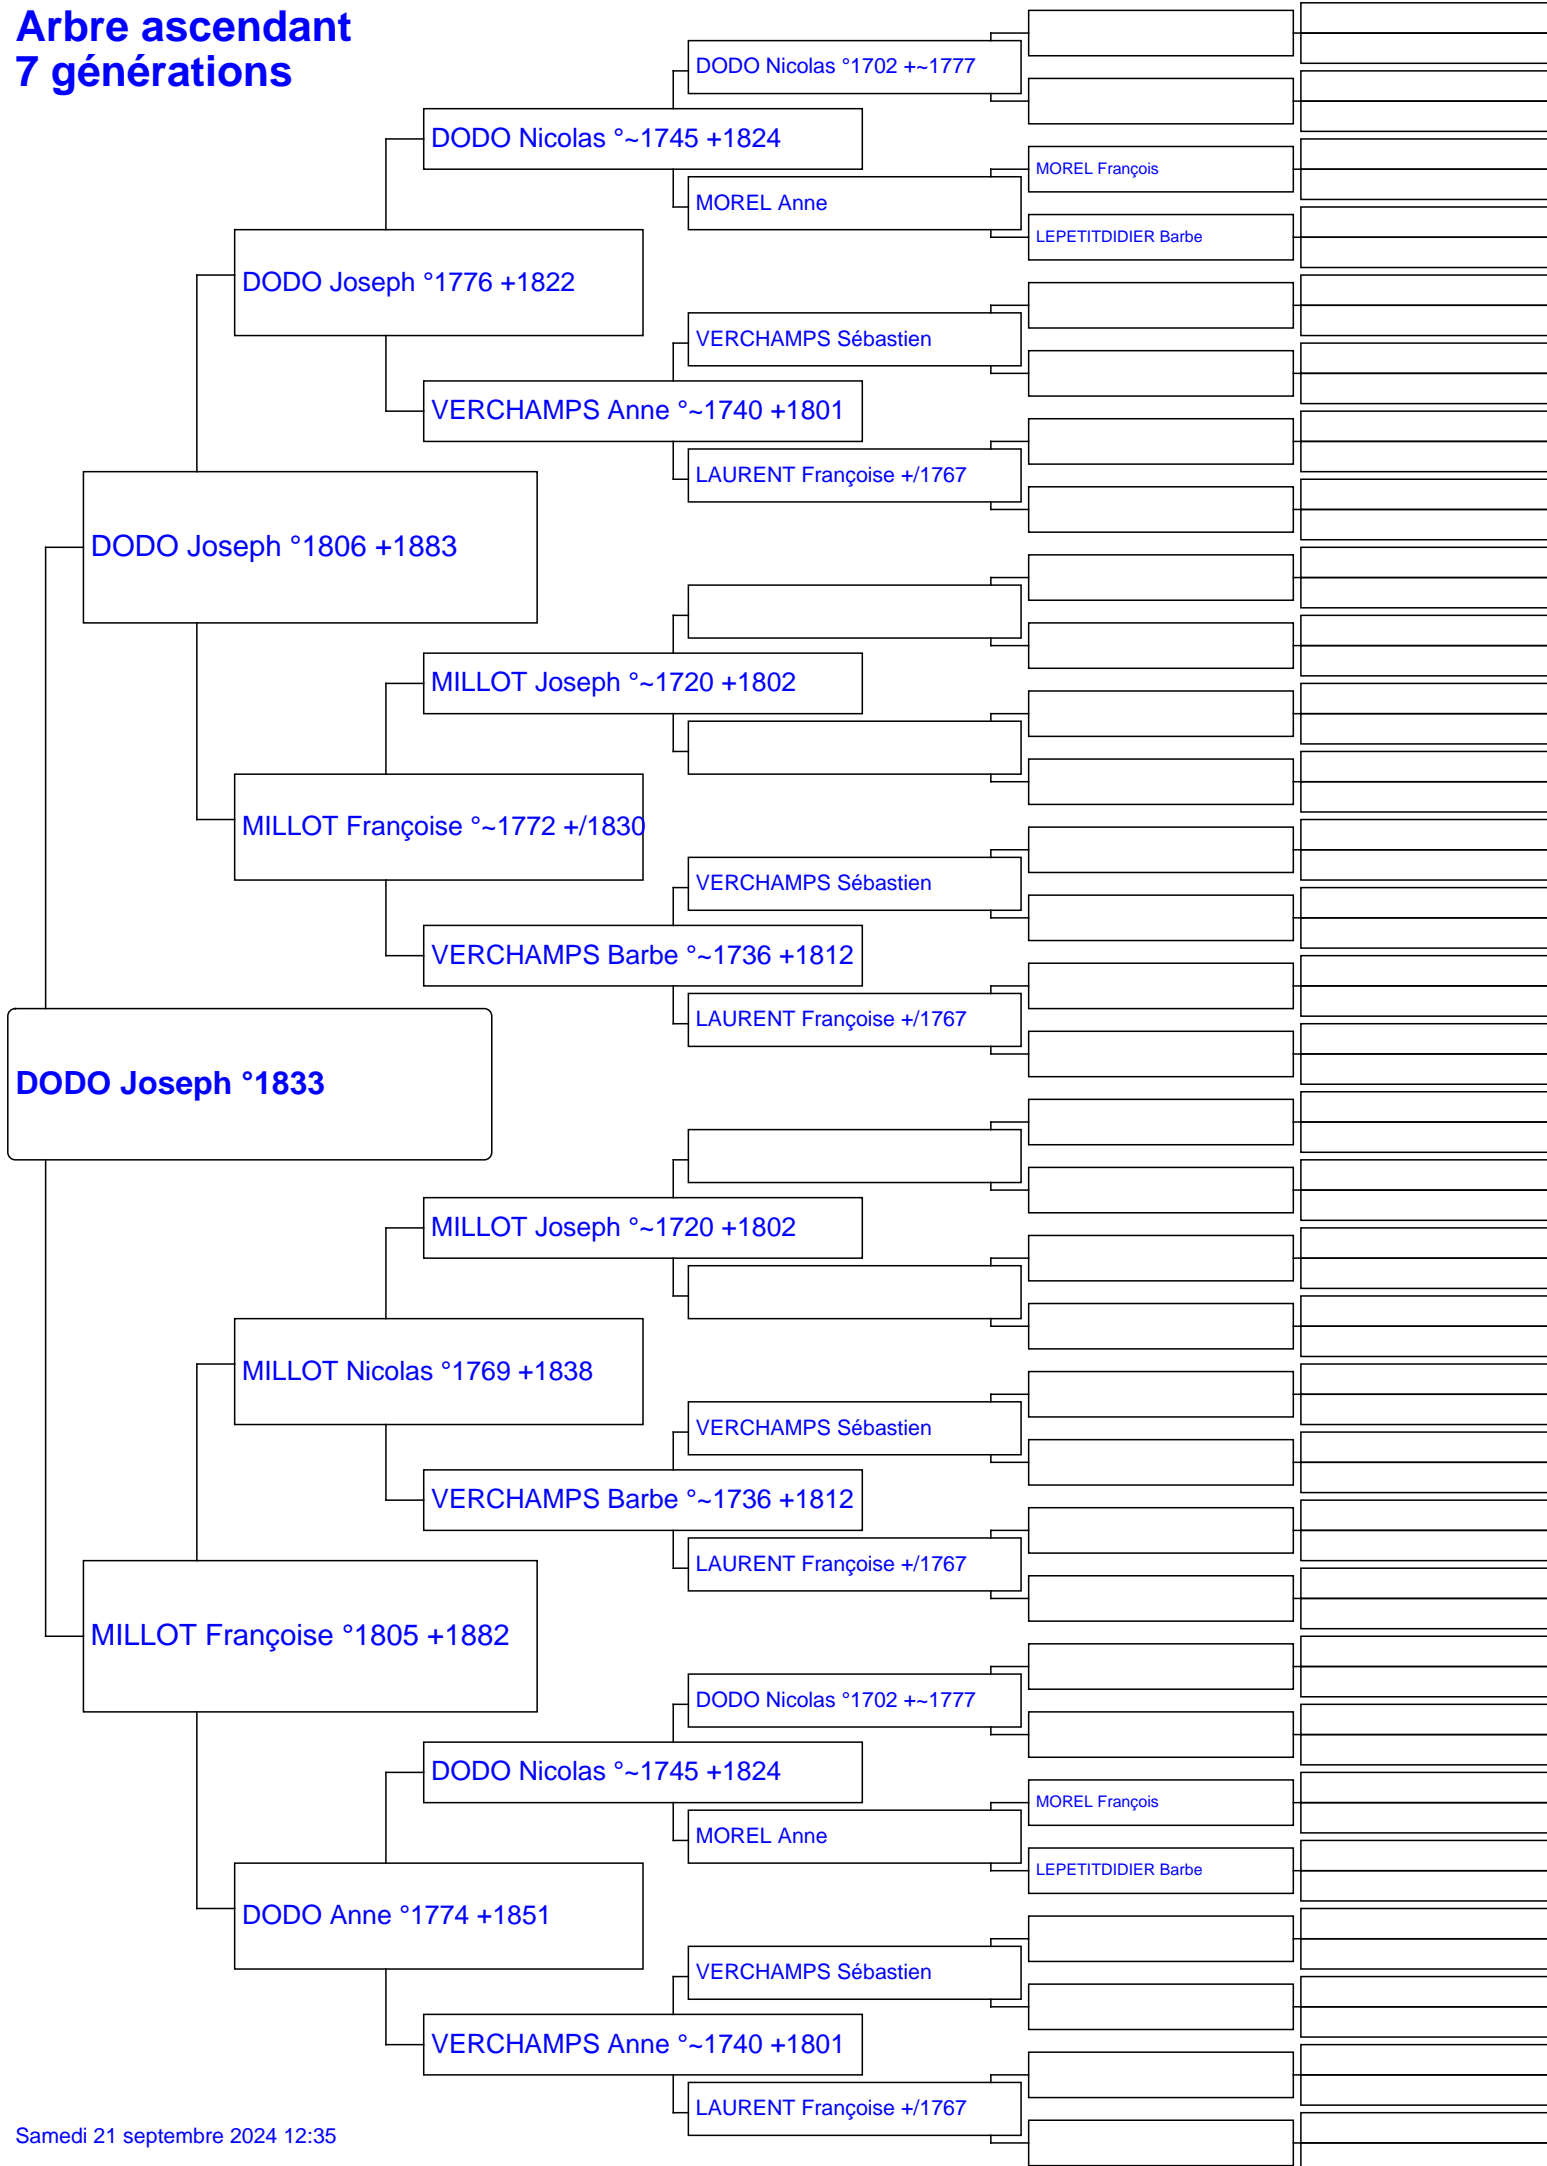 Arbre ascendant
7 générations
DODO Nicolas °1702 +~1777
DODO Nicolas °~1745 +1824
MOREL François
MOREL Anne
LEPETITDIDIER Barbe
DODO Joseph °1776 +1822
VERCHAMPS Sébastien
VERCHAMPS Anne °~1740 +1801
LAURENT Françoise +/1767
DODO Joseph °1806 +1883
MILLOT Joseph °~1720 +1802
MILLOT Françoise °~1772 +/1830
VERCHAMPS Sébastien
VERCHAMPS Barbe °~1736 +1812
LAURENT Françoise +/1767
DODO Joseph °1833
MILLOT Joseph °~1720 +1802
MILLOT Nicolas °1769 +1838
VERCHAMPS Sébastien
VERCHAMPS Barbe °~1736 +1812
LAURENT Françoise +/1767
MILLOT Françoise °1805 +1882
DODO Nicolas °1702 +~1777
DODO Nicolas °~1745 +1824
MOREL François
MOREL Anne
LEPETITDIDIER Barbe
DODO Anne °1774 +1851
VERCHAMPS Sébastien
VERCHAMPS Anne °~1740 +1801
LAURENT Françoise +/1767
Samedi 21 septembre 2024 12:35